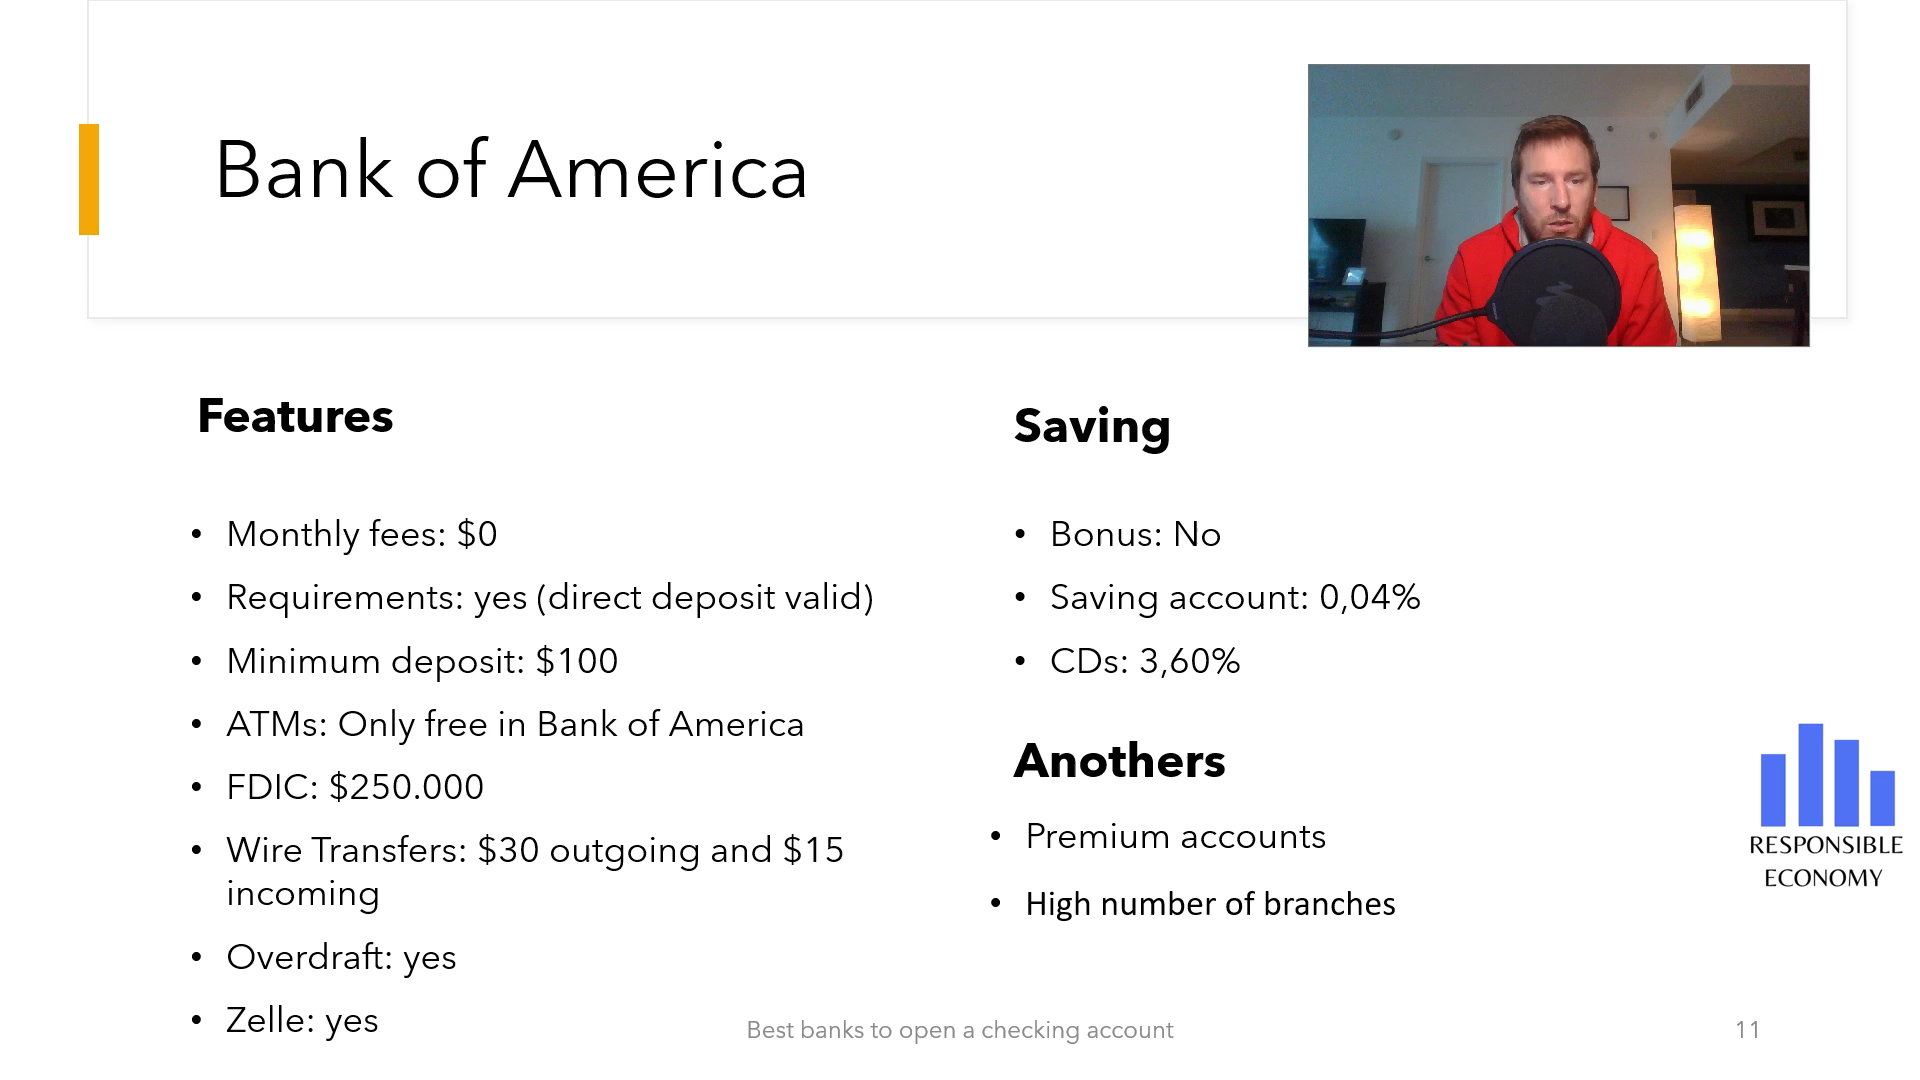 Bank of America
Features
• Monthly fees: $0
• Requirements: yes (direct deposit valid)
• Minimum deposit: $100
• ATMs: Only free in Bank of America
• FDIC: $250.000
• Wire Transfers: $30 outgoing and $15
incoming
• Overdraft: yes
• Zelle: yes
Saving
• Bonus: No
• Saving account: 0,04%
• CDs: 3,60%
Anothers
• Premium accounts
• High number of branches
RESPONSIBLE
ECONOMY
Best banks to open a checking account
11